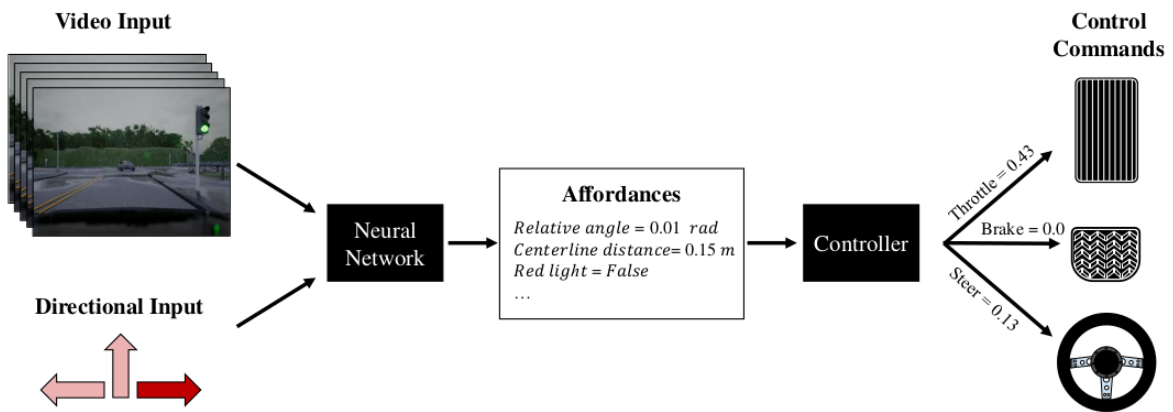 Video Input
Directional Input
Neural
Network
Affordances
Relative angle = 0.01 rad
Centerline distance= 0.15 m
Red light = False
…
Controller
Control
Commands
Throttle = 0.43
Brake = 0.0
Steer = 0.13